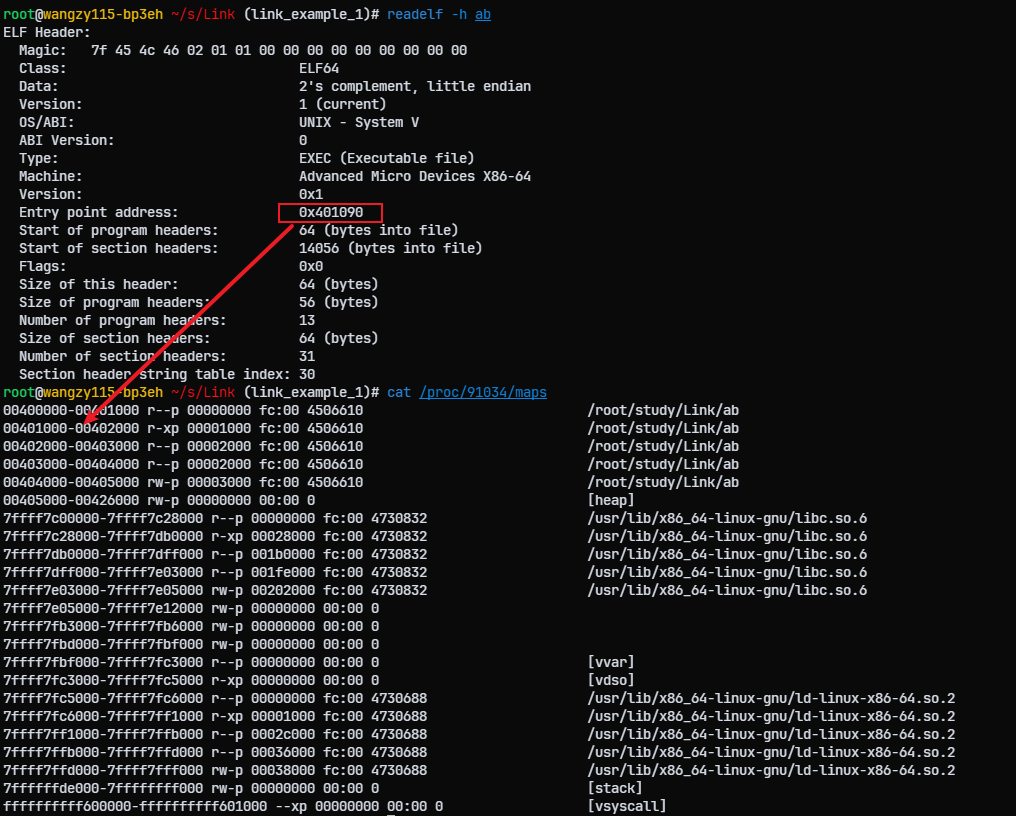 root@wangzy115-bp3eh ~/s/Link (link_example_1)# readelf -h ab
ELF Header:
  Magic:   7f 45 4c 46 02 01 01 00 00 00 00 00 00 00 00 00
  Class:                             ELF64
  Data:                              2's complement, little endian
  Version:                           1 (current)
  OS/ABI:                            UNIX - System V
  ABI Version:                       0
  Type:                              EXEC (Executable file)
  Machine:                           Advanced Micro Devices X86-64
  Version:                           0x1
  Entry point address:               0x401090
  Start of program headers:          64 (bytes into file)
  Start of section headers:          14056 (bytes into file)
  Flags:                             0x0
  Size of this header:               64 (bytes)
  Size of program headers:           56 (bytes)
  Number of program headers:         13
  Size of section headers:           64 (bytes)
  Number of section headers:         31
  Section header string table index: 30
root@wangzy115-bp3eh ~/s/Link (link_example_1)# cat /proc/91034/maps
00400000-00401000 r--p 00000000 fc:00 4506610                            /root/study/Link/ab
00401000-00402000 r-xp 00001000 fc:00 4506610                            /root/study/Link/ab
00402000-00403000 r--p 00002000 fc:00 4506610                            /root/study/Link/ab
00403000-00404000 r--p 00002000 fc:00 4506610                            /root/study/Link/ab
00404000-00405000 rw-p 00003000 fc:00 4506610                            /root/study/Link/ab
00405000-00426000 rw-p 00000000 00:00 0                                  [heap]
7ffff7c00000-7ffff7c28000 r--p 00000000 fc:00 4730832                    /usr/lib/x86_64-linux-gnu/libc.so.6
7ffff7c28000-7ffff7db0000 r-xp 00028000 fc:00 4730832                    /usr/lib/x86_64-linux-gnu/libc.so.6
7ffff7db0000-7ffff7dff000 r--p 001b0000 fc:00 4730832                    /usr/lib/x86_64-linux-gnu/libc.so.6
7ffff7dff000-7ffff7e03000 r--p 001fe000 fc:00 4730832                    /usr/lib/x86_64-linux-gnu/libc.so.6
7ffff7e03000-7ffff7e05000 rw-p 00202000 fc:00 4730832                    /usr/lib/x86_64-linux-gnu/libc.so.6
7ffff7e05000-7ffff7e12000 rw-p 00000000 00:00 0
7ffff7fb3000-7ffff7fb6000 rw-p 00000000 00:00 0
7ffff7fbd000-7ffff7fbf000 rw-p 00000000 00:00 0
7ffff7fbf000-7ffff7fc3000 r--p 00000000 00:00 0                          [vvar]
7ffff7fc3000-7ffff7fc5000 r-xp 00000000 00:00 0                          [vdso]
7ffff7fc5000-7ffff7fc6000 r--p 00000000 fc:00 4730688                    /usr/lib/x86_64-linux-gnu/ld-linux-x86-64.so.2
7ffff7fc6000-7ffff7ff1000 r-xp 00001000 fc:00 4730688                    /usr/lib/x86_64-linux-gnu/ld-linux-x86-64.so.2
7ffff7ff1000-7ffff7ffb000 r--p 0002c000 fc:00 4730688                    /usr/lib/x86_64-linux-gnu/ld-linux-x86-64.so.2
7ffff7ffb000-7ffff7ffd000 r--p 00036000 fc:00 4730688                    /usr/lib/x86_64-linux-gnu/ld-linux-x86-64.so.2
7ffff7ffd000-7ffff7fff000 rw-p 00038000 fc:00 4730688                    /usr/lib/x86_64-linux-gnu/ld-linux-x86-64.so.2
7ffffffde000-7ffffffff000 rw-p 00000000 00:00 0                          [stack]
ffffffffff600000-ffffffffff601000 --xp 00000000 00:00 0                  [vsyscall]